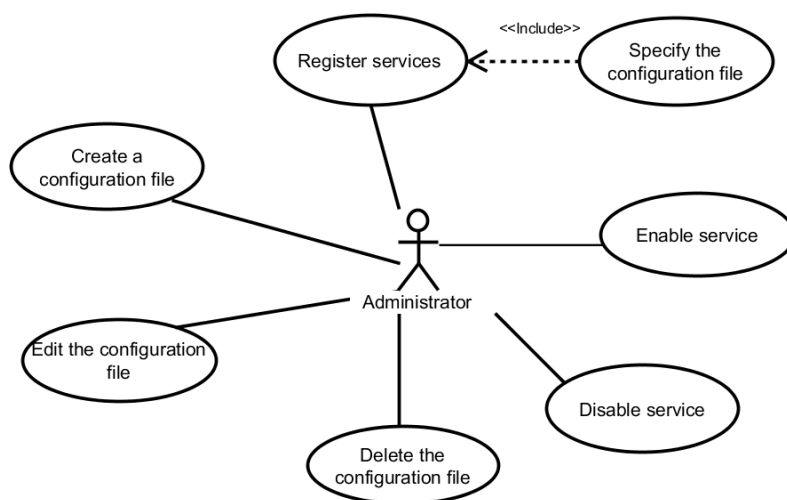 <<Include>>
Register services
Specify the
configuration file
Create a
configuration file
Enable service
Administrator
Edit the configuration
file
Disable service
Delete the
configuration file